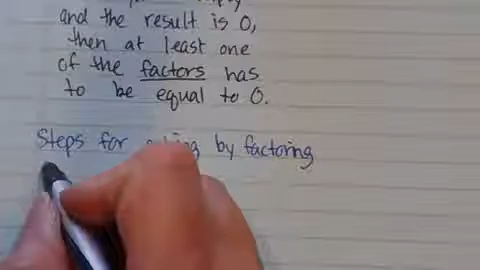 and the result is 0,
then at least one
of the factors has
to be equal to 0.
Steps for by factoring